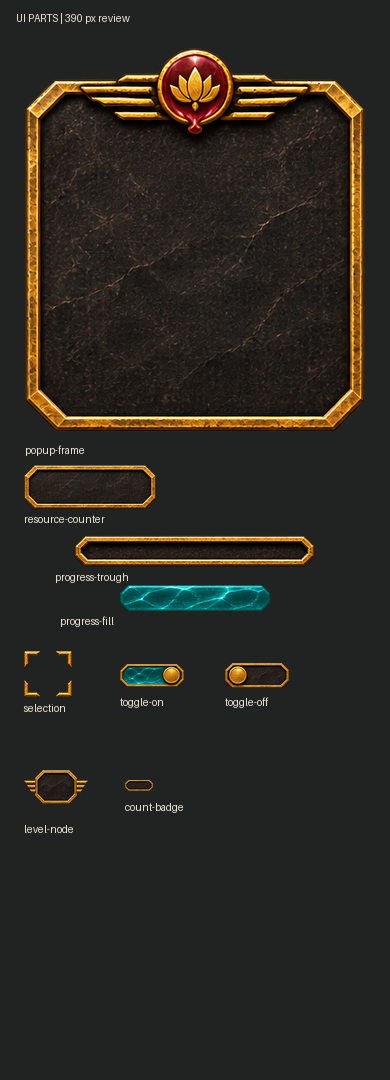 UI PARTS | 390 px review
popup-frame
resource-counter
progress-trough
progress-fill
selection
toggle-on
toggle-off
level-node
count-badge